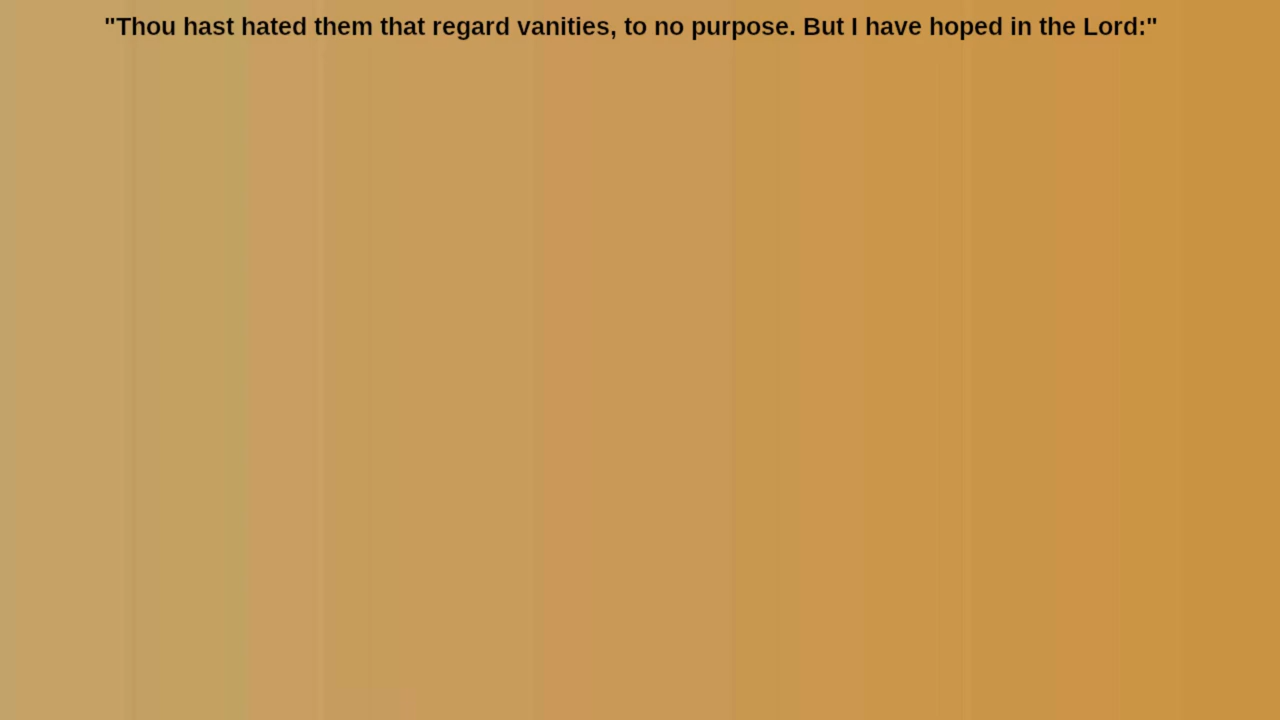 "Thou hast hated them that regard vanities, to no purpose. But I have hoped in the Lord:"